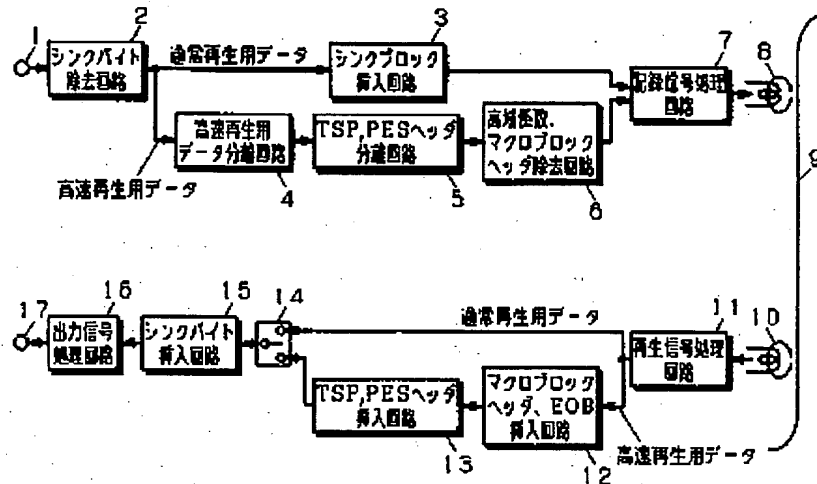 1
2
シンクバイト
除去回路
通常再生用データ
3
シンクブロック
挿入回路
7
記録信号処理
回路
8
9
高速再生用
データ分離回路
4
高速再生用データ
TSP,PESヘッダ
分離回路
5
高域係数、
マクロブロック
ヘッダ除去回路
6
17
16
出力信号
処理回路
15
シンクバイト
挿入回路
14
通常再生用データ
11
再生信号処理
回路
10
TSP,PESヘッダ
挿入回路
13
マクロブロック
ヘッダ、EOB
挿入回路
12
高速再生用データ